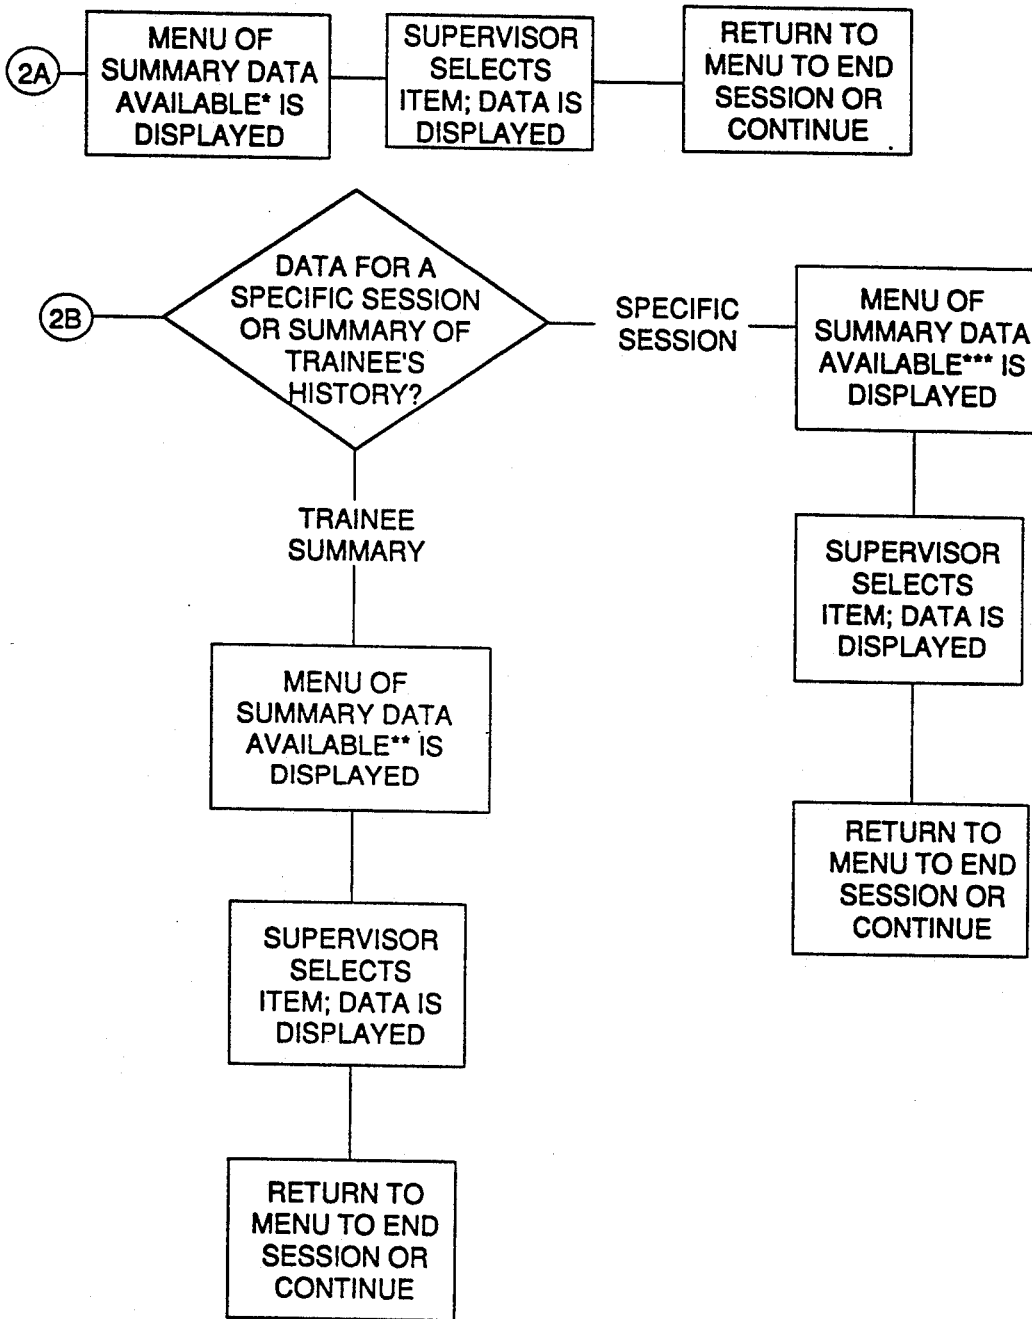 2A
MENU OF
SUMMARY DATA
AVAILABLE* IS
DISPLAYED
SUPERVISOR
SELECTS
ITEM; DATA IS
DISPLAYED
RETURN TO
MENU TO END
SESSION OR
CONTINUE
2B
DATA FOR A
SPECIFIC SESSION
OR SUMMARY OF
TRAINEE'S
HISTORY?
SPECIFIC
SESSION
MENU OF
SUMMARY DATA
AVAILABLE*** IS
DISPLAYED
SUPERVISOR
SELECTS
ITEM; DATA IS
DISPLAYED
RETURN TO
MENU TO END
SESSION OR
CONTINUE
TRAINEE
SUMMARY
MENU OF
SUMMARY DATA
AVAILABLE** IS
DISPLAYED
SUPERVISOR
SELECTS
ITEM; DATA IS
DISPLAYED
RETURN TO
MENU TO END
SESSION OR
CONTINUE